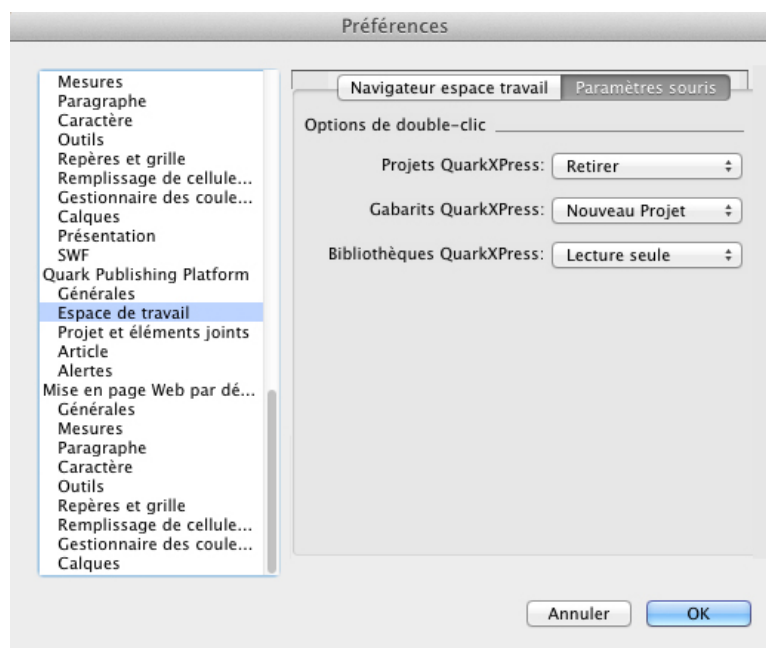 Préférences
Mesures
Paragraphe
Caractère
Outils
Repères et grille
Remplissage de cellule...
Gestionnaire des coule...
Calques
Présentation
SWF
Quark Publishing Platform
Générales
Espace de travail
Projet et éléments joints
Article
Alertes
Mise en page Web par dé...
Générales
Mesures
Paragraphe
Caractère
Outils
Repères et grille
Remplissage de cellule...
Gestionnaire des coule...
Calques
Navigateur espace travail
Paramètres souris
Options de double-clic
Projets QuarkXPress: Retirer
Gabarits QuarkXPress: Nouveau Projet
Bibliothèques QuarkXPress: Lecture seule
Annuler
OK